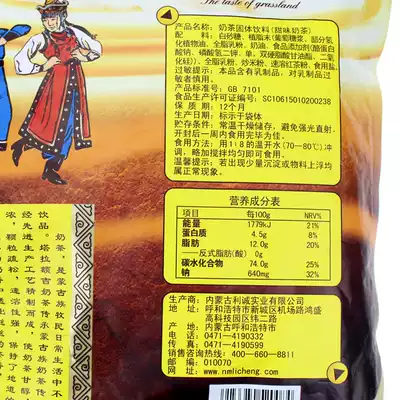 The taste of grassland
产品名称：奶茶固体饮料(甜味奶茶)
配 料：白砂糖、植脂末(葡萄糖浆、部分氢
化植物油、全脂乳粉、奶油、食品添加剂(酪蛋白
酸钠、磷酸氢二钾、单、双硬脂酸甘油酯、二氧
化硅))、全脂乳粉、炒米粉、速溶红茶粉、食用盐
过敏提示：本品含有乳制品，对乳制品过
敏者慎用。
产品标准号：GB 7101
食品生产许可证编号：SC10615010200238
保 质 期：12个月
生产日期：标示于袋体
贮存条件：常温干燥储存，避免强光直射，
开封后一周内食用完毕为佳。
食用方法：用1:8 的温开水(70—80℃)冲
调，略加搅拌均匀即可食用。
温馨提示：若出现少量沉淀或物料上浮均
属正常现象。
营养成分表
项目 每100g NRV%
能量 1779kJ 21%
蛋白质 4.5g 8%
脂肪 12.0g 20%
—反式脂肪(酸) 0g
碳水化合物 74.0g 25%
钠 640mg 32%
生产商：内蒙古利诚实业有限公司
地 址：呼和浩特市新城区机场路鸿盛
高科技园区纬二路
产 地：内蒙古呼和浩特市
电 话：0471-4190332
传 真：0471-4190599
销售咨询热线：400-660-8811
邮 编：010070
网 址：www.nmlicheng.com